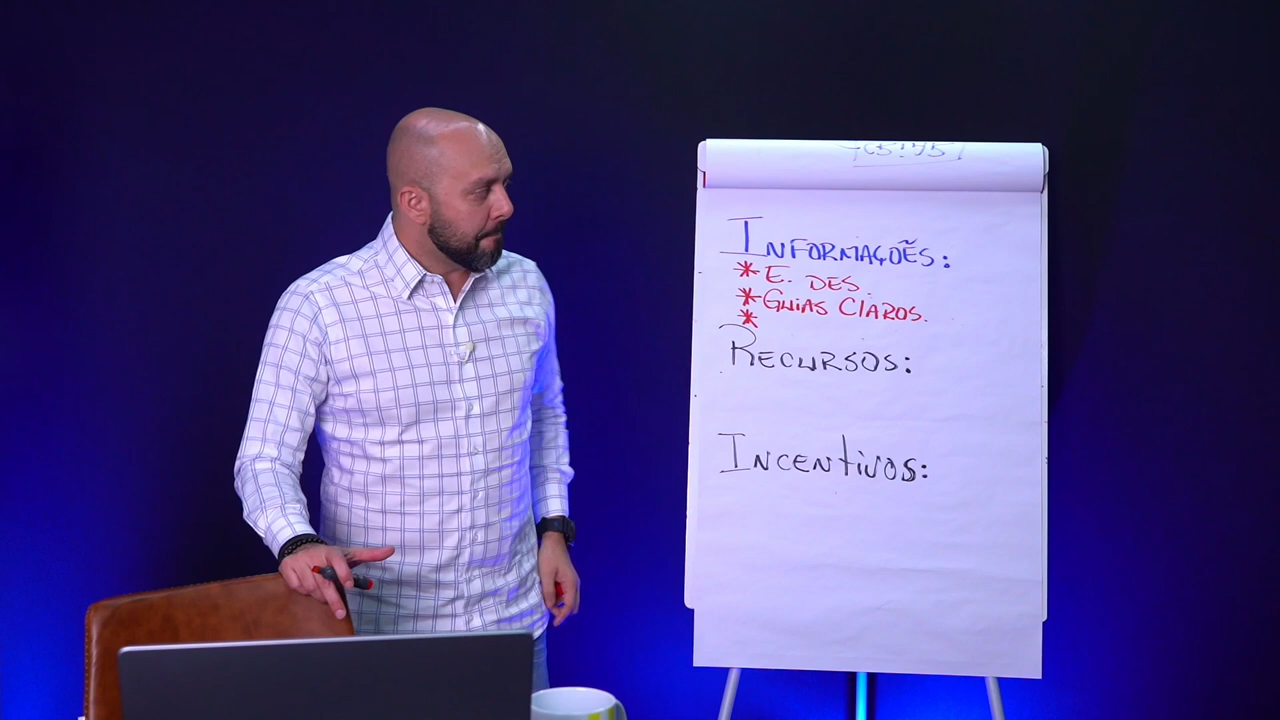 Informações:
* E. DES.
* Guias Claros.
*
Recursos:
Incentivos: